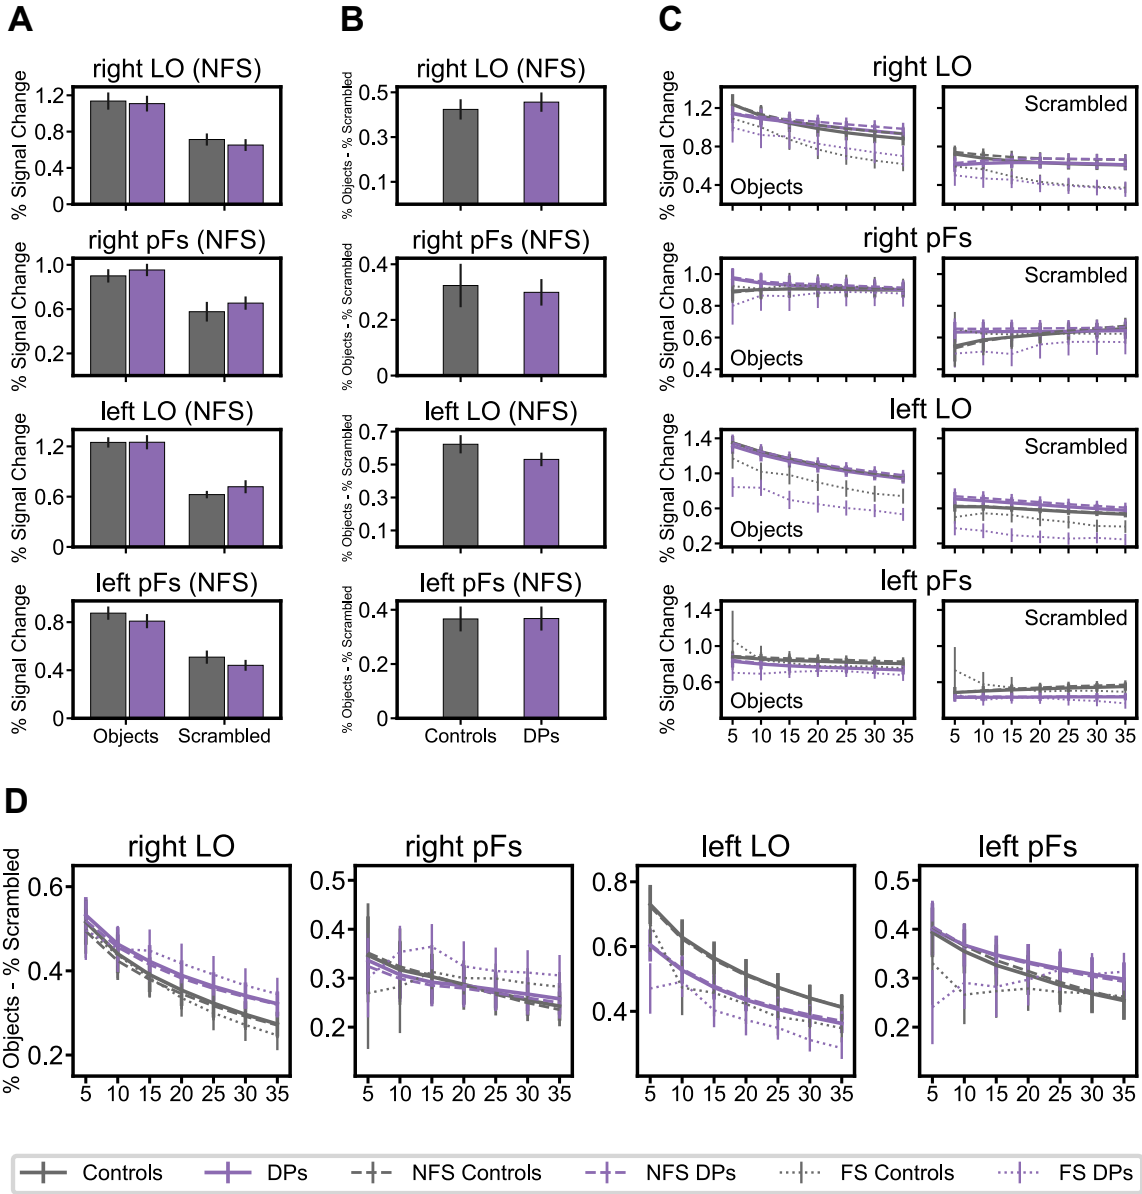 A
B
C
right LO (NFS)
% Signal Change
1.2
0.8
0.4
0
right pFs (NFS)
% Signal Change
1.0
0.6
0.2
left LO (NFS)
% Signal Change
1.2
0.6
0
left pFs (NFS)
% Signal Change
0.8
0.4
0
Objects Scrambled
right LO (NFS)
% Objects - % Scrambled
0.5
0.3
0.1
right pFs (NFS)
% Objects - % Scrambled
0.4
0.2
0
left LO (NFS)
% Objects - % Scrambled
0.7
0.5
0.3
0.1
left pFs (NFS)
% Objects - % Scrambled
0.4
0.2
0
Controls DPs
right LO
% Signal Change
1.2
0.8
0.4
Objects
Scrambled
right pFs
% Signal Change
1.0
0.8
0.6
0.4
Objects
Scrambled
left LO
% Signal Change
1.4
1.0
0.6
0.2
Objects
Scrambled
left pFs
% Signal Change
1.4
1.0
0.6
Objects
Scrambled
5 10 15 20 25 30 35
5 10 15 20 25 30 35
D
% Objects - % Scrambled
right LO
0.6
0.4
0.2
5 10 15 20 25 30 35
right pFs
0.5
0.4
0.3
0.2
5 10 15 20 25 30 35
left LO
0.8
0.6
0.4
5 10 15 20 25 30 35
left pFs
0.5
0.4
0.3
0.2
5 10 15 20 25 30 35
Controls DPs NFS Controls NFS DPs FS Controls FS DPs